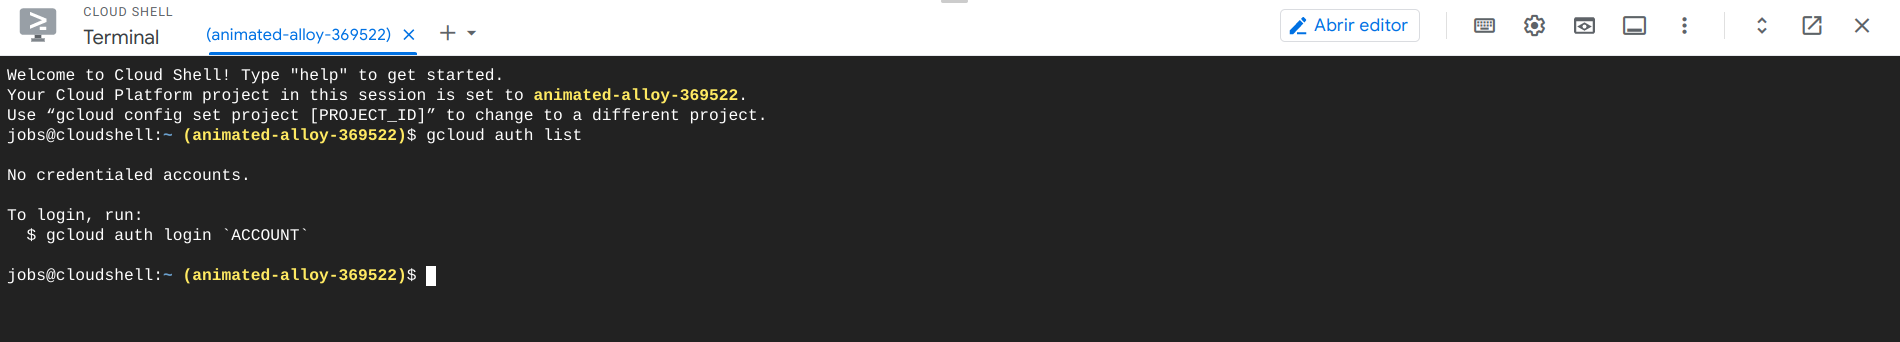 CLOUD SHELL
Terminal
(animated-alloy-369522)
Abrir editor
Welcome to Cloud Shell! Type "help" to get started.
Your Cloud Platform project in this session is set to animated-alloy-369522.
Use “gcloud config set project [PROJECT_ID]” to change to a different project.
jobs@cloudshell:~ (animated-alloy-369522)$ gcloud auth list
No credentialed accounts.
To login, run:
$ gcloud auth login `ACCOUNT`
jobs@cloudshell:~ (animated-alloy-369522)$